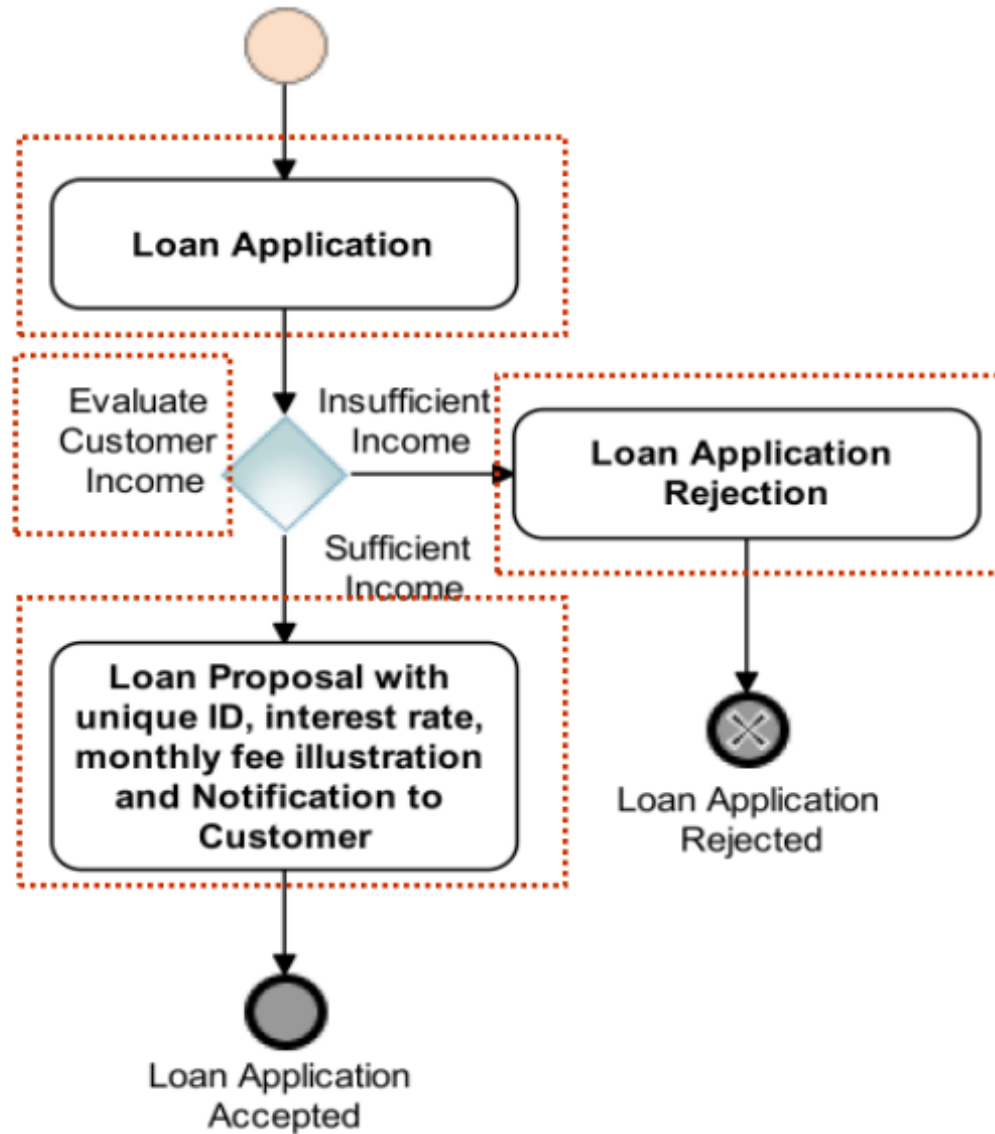 Loan Application
Evaluate
Customer
Income
Insufficient
Income
Loan Application
Rejection
Sufficient
Income
Loan Proposal with
unique ID, interest rate,
monthly fee illustration
and Notification to
Customer
Loan Application
Rejected
Loan Application
Accepted